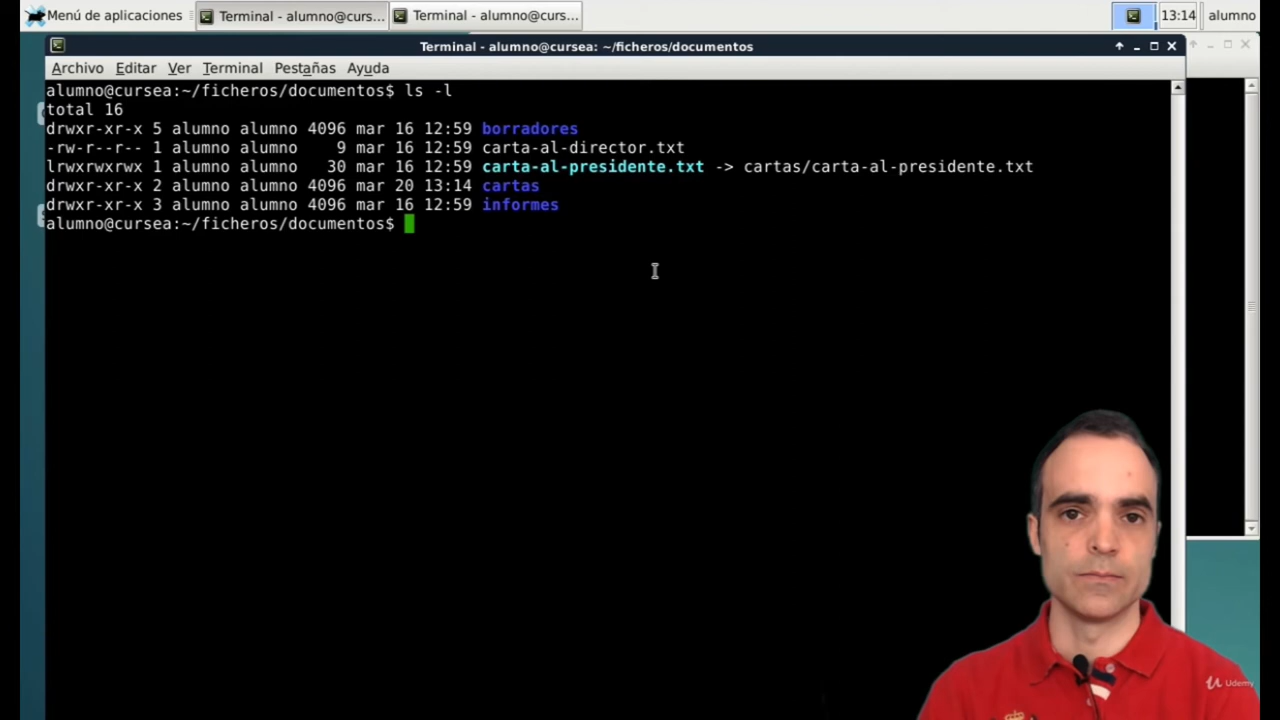 Menú de aplicaciones
Terminal - alumno@curs...
Terminal - alumno@curs...
13:14
alumno
Terminal - alumno@cursea: ~/ficheros/documentos
Archivo Editar Ver Terminal Pestañas Ayuda
alumno@cursea:~/ficheros/documentos$ ls -l
total 16
drwxr-xr-x 5 alumno alumno 4096 mar 16 12:59 borradores
-rw-r--r-- 1 alumno alumno    9 mar 16 12:59 carta-al-director.txt
lrwxrwxrwx 1 alumno alumno   30 mar 16 12:59 carta-al-presidente.txt -> cartas/carta-al-presidente.txt
drwxr-xr-x 2 alumno alumno 4096 mar 20 13:14 cartas
drwxr-xr-x 3 alumno alumno 4096 mar 16 12:59 informes
alumno@cursea:~/ficheros/documentos$
Udemy